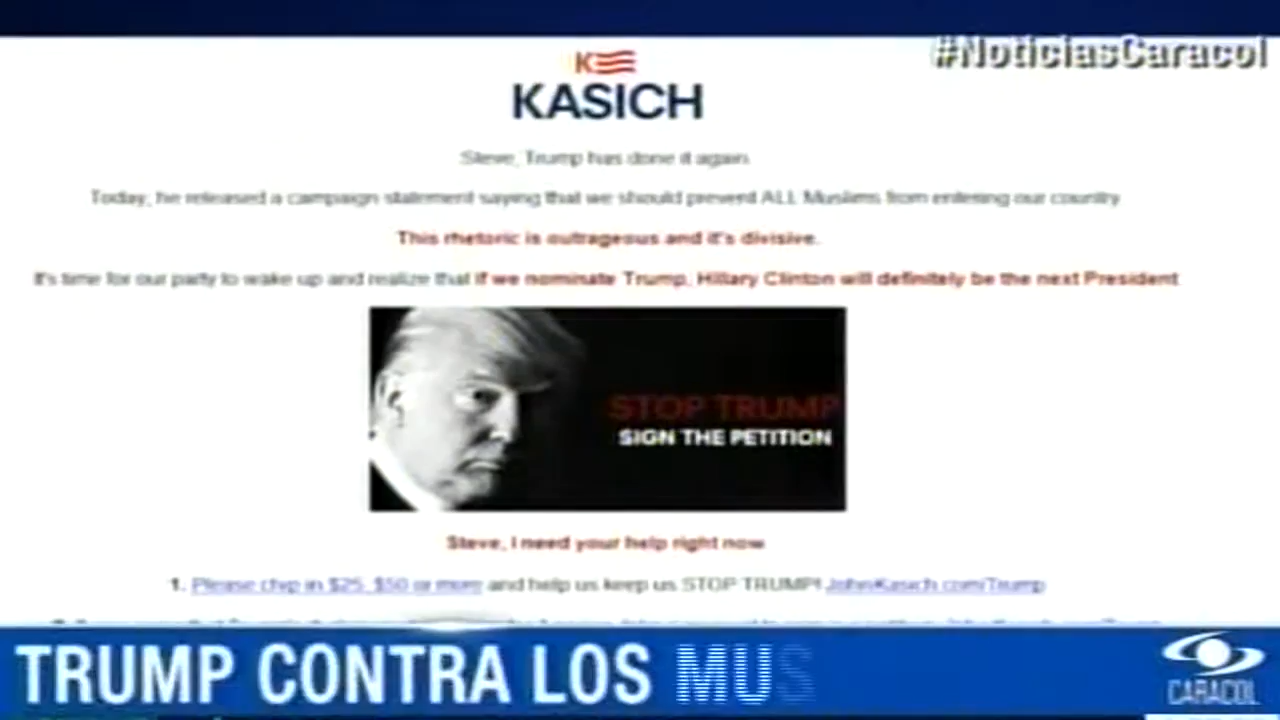 #NoticiasCaracol
K
KASICH
Steve, Trump has done it again.
Today, he released a campaign statement saying that we should prevent ALL Muslims from entering our country.
This rhetoric is outrageous and it's divisive.
It's time for our party to wake up and realize that if we nominate Trump, Hillary Clinton will definitely be the next President
STOP TRUMP
SIGN THE PETITION
Steve, I need your help right now
1. Please chip in $25, $50 or more and help us keep us STOP TRUMP! JohnKasich.com/Trump
TRUMP CONTRA LOS MUS
CARACOL